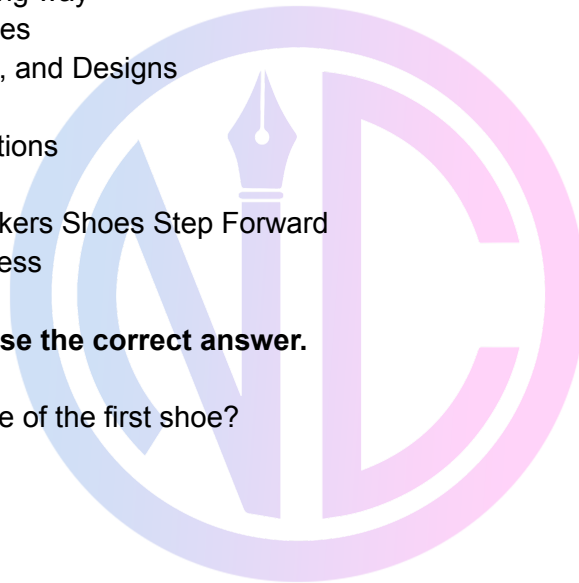 es
, and Designs
tions
kers Shoes Step Forward
ess
se the correct answer.
e of the first shoe?